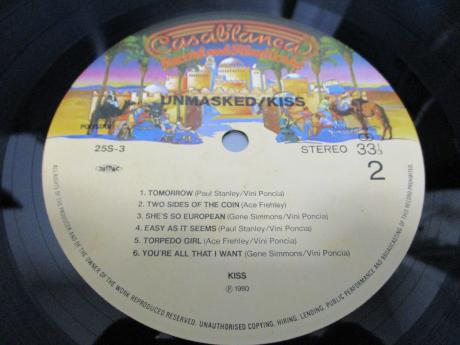 Casablanca
Record and FilmWorks
UNMASKED/KISS
POLYSTAR
25S-3
STEREO 33⅓
2
1. TOMORROW (Paul Stanley/Vini Poncia)
2. TWO SIDES OF THE COIN (Ace Frehley)
3. SHE'S SO EUROPEAN (Gene Simmons/Vini Poncia)
4. EASY AS IT SEEMS (Paul Stanley/Vini Poncia)
5. TORPEDO GIRL (Ace Frehley/Vini Poncia)
6. YOU'RE ALL THAT I WANT (Gene Simmons/Vini Poncia)
KISS
Ⓟ 1980
ALL RIGHTS OF THE PRODUCER AND OF THE OWNER OF THE WORK REPRODUCED RESERVED. UNAUTHORISED COPYING, HIRING, LENDING, PUBLIC PERFORMANCE AND BROADCASTING OF THIS RECORD PROHIBITED.